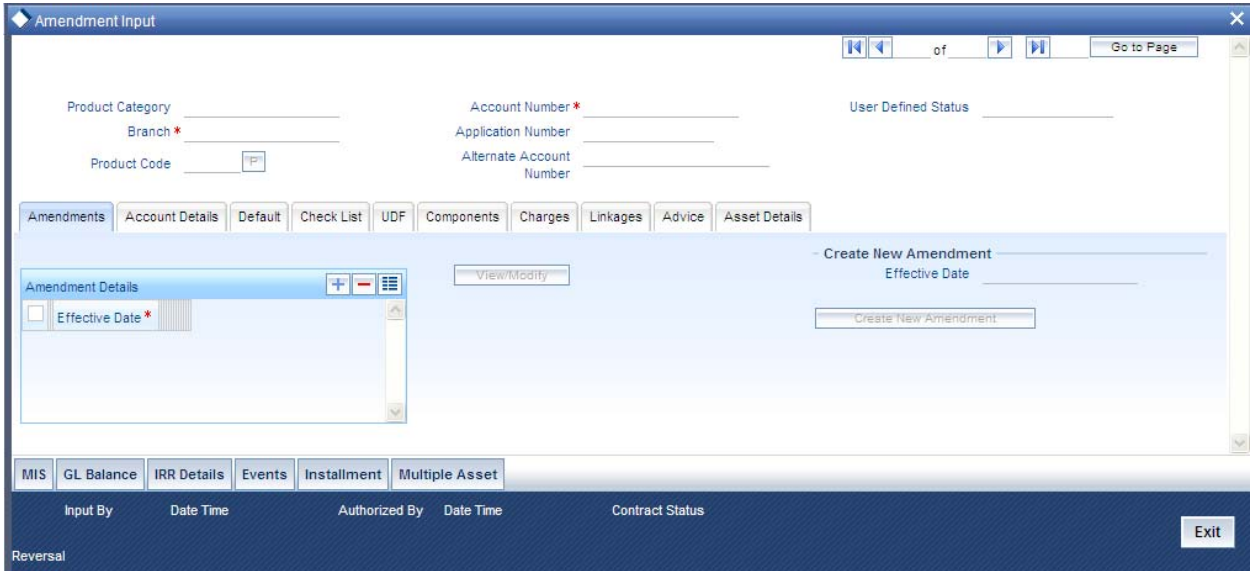 Amendment Input
of Go to Page
Product Category Account Number * User Defined Status
Branch * Application Number
Product Code P Alternate Account
Number
Amendments Account Details Default Check List UDF Components Charges Linkages Advice Asset Details
Create New Amendment
View/Modify Effective Date
Amendment Details
Effective Date * Create New Amendment
MIS GL Balance IRR Details Events Installment Multiple Asset
Input By Date Time Authorized By Date Time Contract Status
Exit
Reversal